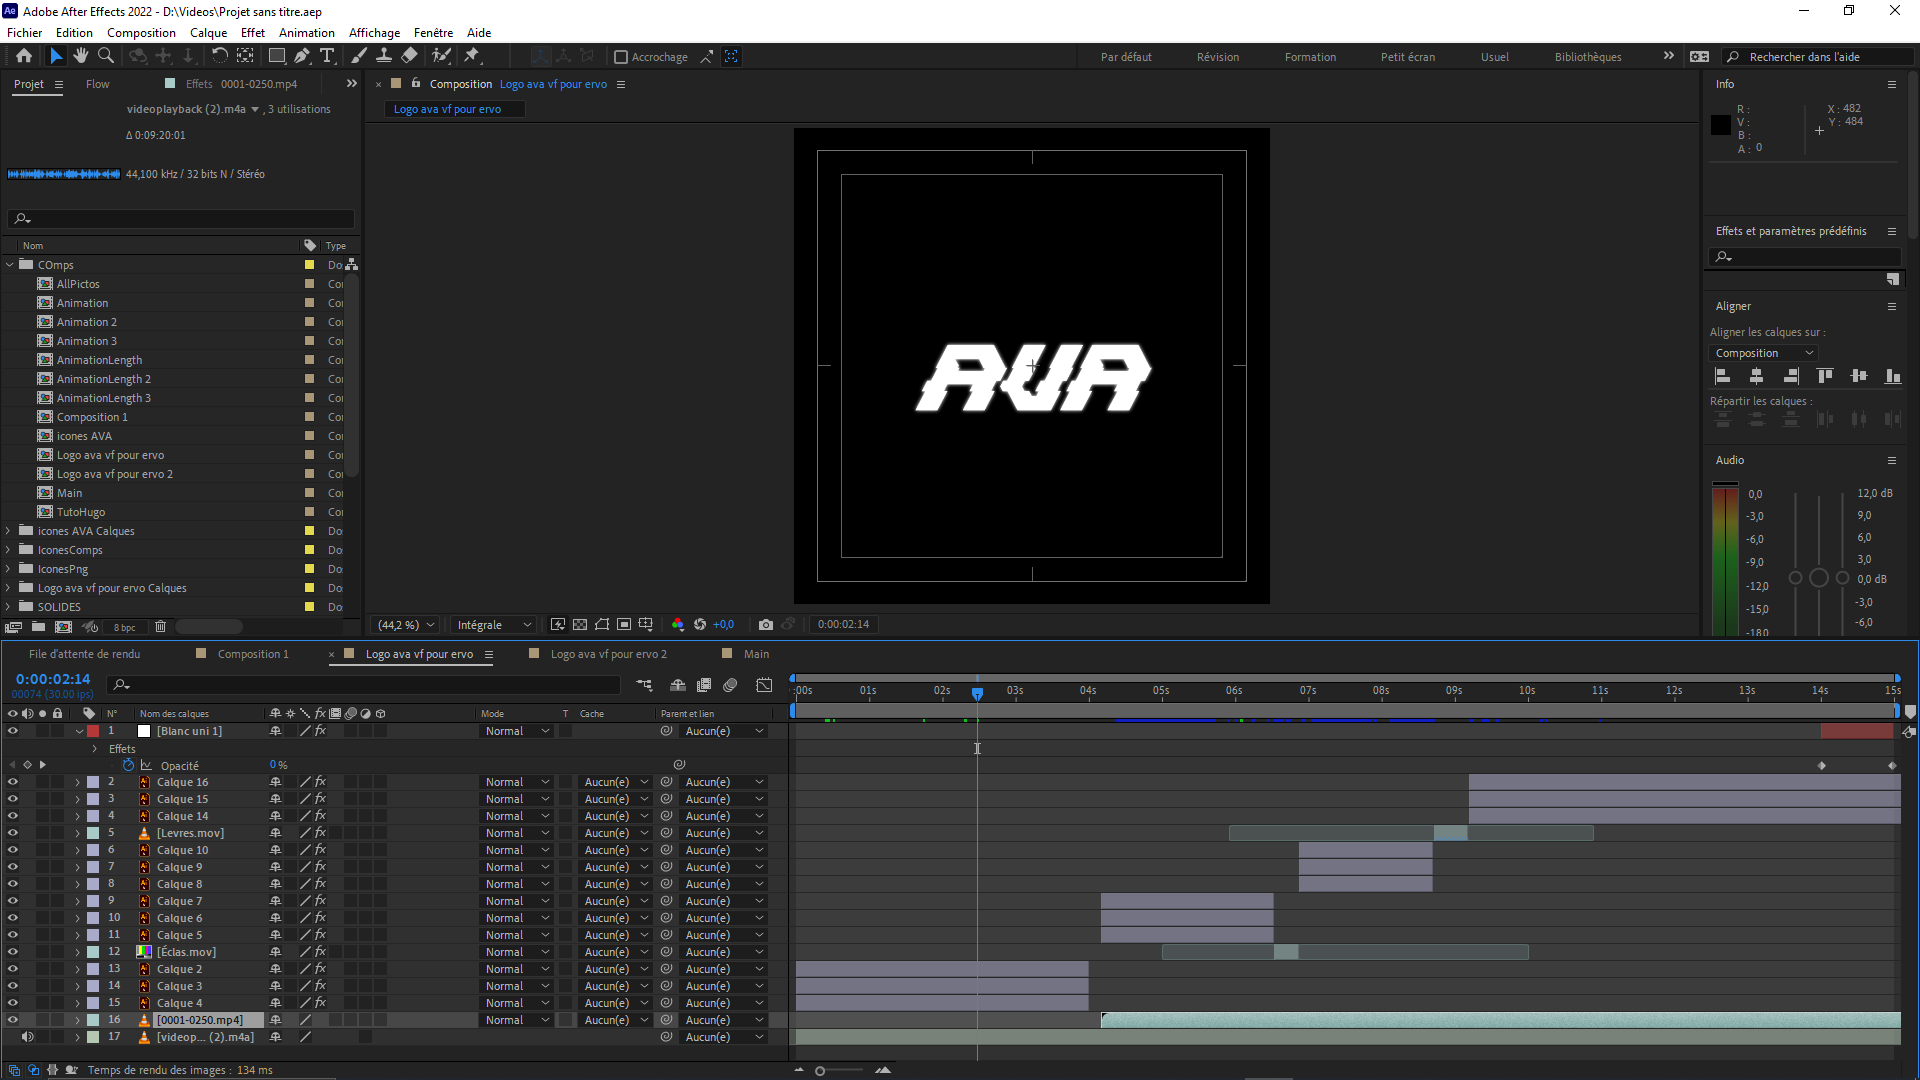 Adobe After Effects 2022 - D:\Videos\Projet sans titre.aep
Fichier Edition Composition Calque Effet Animation Affichage Fenêtre Aide
Accrochage
Par défaut Révision Formation Petit écran Usuel Bibliothèques Rechercher dans l'aide
Projet Flow Effets 0001-0250.mp4
videoplayback (2).m4a , 3 utilisations
Δ 0:09:20:01
44,100 kHz / 32 bits N / Stéréo
Nom Type
COmps Do
AllPictos Co
Animation Co
Animation 2 Co
Animation 3 Co
AnimationLength Co
AnimationLength 2 Co
AnimationLength 3 Co
Composition 1 Co
icones AVA Co
Logo ava vf pour ervo Co
Logo ava vf pour ervo 2 Co
Main Co
TutoHugo Co
icones AVA Calques Do
IconesComps Do
IconesPng Do
Logo ava vf pour ervo Calques Do
SOLIDES Do
8 bpc
Composition Logo ava vf pour ervo
Logo ava vf pour ervo
AVA
(44,2 %) Intégrale +0,0 0:00:02:14
Info
R :
V :
B :
A : 0
X : 482
Y : 484
Effets et paramètres prédéfinis
Aligner
Aligner les calques sur :
Composition
Répartir les calques :
Audio
0,0
-3,0
-6,0
-9,0
-12,0
-15,0
-18,0
12,0 dB
9,0
6,0
3,0
0,0 dB
-3,0
-6,0
File d'attente de rendu Composition 1 Logo ava vf pour ervo Logo ava vf pour ervo 2 Main
0:00:02:14
00074 (30.00 ips)
:00s 01s 02s 03s 04s 05s 06s 07s 08s 09s 10s 11s 12s 13s 14s 15s
N° Nom des calques fx Mode T Cache Parent et lien
1 [Blanc uni 1] fx Normal Aucun(e)
Effets
Opacité 0 %
2 Calque 16 fx Normal Aucun(e) Aucun(e)
3 Calque 15 fx Normal Aucun(e) Aucun(e)
4 Calque 14 fx Normal Aucun(e) Aucun(e)
5 [Levres.mov] fx Normal Aucun(e) Aucun(e)
6 Calque 10 fx Normal Aucun(e) Aucun(e)
7 Calque 9 fx Normal Aucun(e) Aucun(e)
8 Calque 8 fx Normal Aucun(e) Aucun(e)
9 Calque 7 fx Normal Aucun(e) Aucun(e)
10 Calque 6 fx Normal Aucun(e) Aucun(e)
11 Calque 5 fx Normal Aucun(e) Aucun(e)
12 [Éclas.mov] fx Normal Aucun(e) Aucun(e)
13 Calque 2 fx Normal Aucun(e) Aucun(e)
14 Calque 3 fx Normal Aucun(e) Aucun(e)
15 Calque 4 fx Normal Aucun(e) Aucun(e)
16 [0001-0250.mp4] Normal Aucun(e) Aucun(e)
17 [videop... (2).m4a] Aucun(e)
Temps de rendu des images : 134 ms